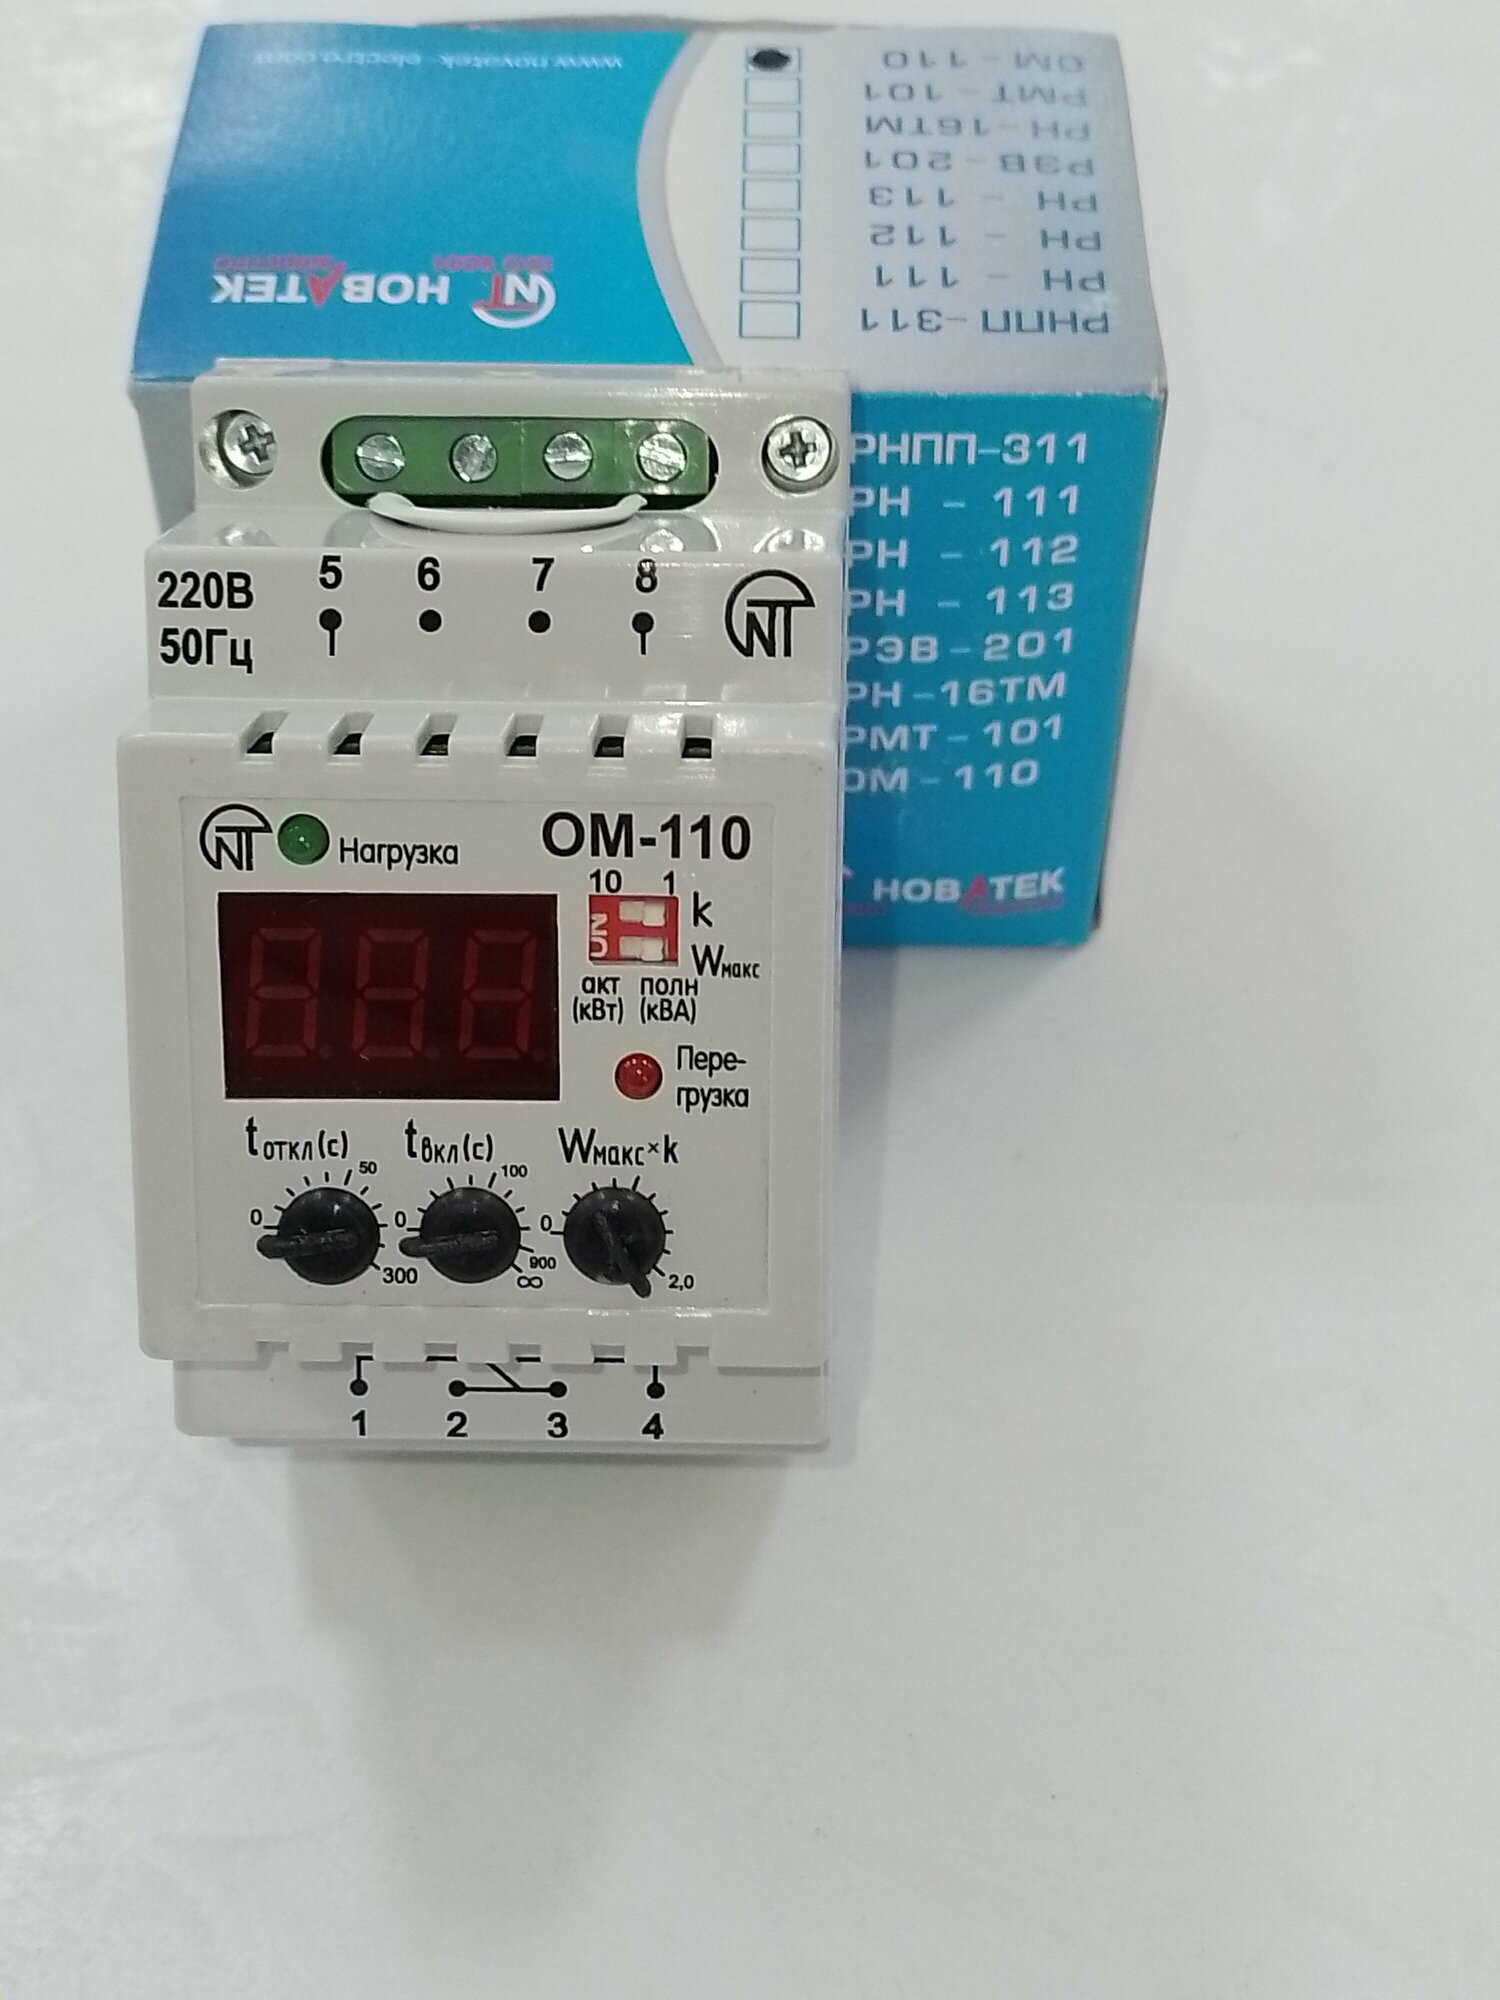 www.novatek-electro.com
ОМ-110
РМТ-101
РН-16ТМ
РЭВ-201
РН - 113
РН - 112
РН - 111
РНПП-311
НОВАТЕК
РНПП-311
РН - 111
РН - 112
РН - 113
РЭВ-201
РН-16ТМ
РМТ-101
ОМ-110
НОВАТЕК
220В
50Гц
5 6 7 8
NT
NT Нагрузка ОМ-110
10 1
k
ON
Wмакс
акт полн
(кВт) (кВА)
Пере-
грузка
tоткл(с) tвкл(с) Wмакс×k
0 50 300
0 100 900 ∞
0 2,0
1 2 3 4